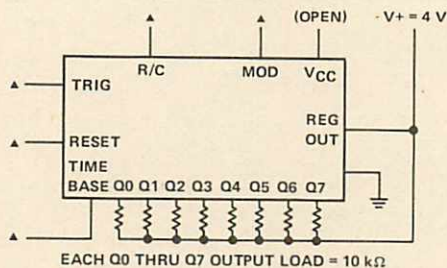 (OPEN) V+ = 4 V
R/C MOD VCC
TRIG
REG
OUT
RESET
TIME
BASE Q0 Q1 Q2 Q3 Q4 Q5 Q6 Q7
EACH Q0 THRU Q7 OUTPUT LOAD = 10 kΩ